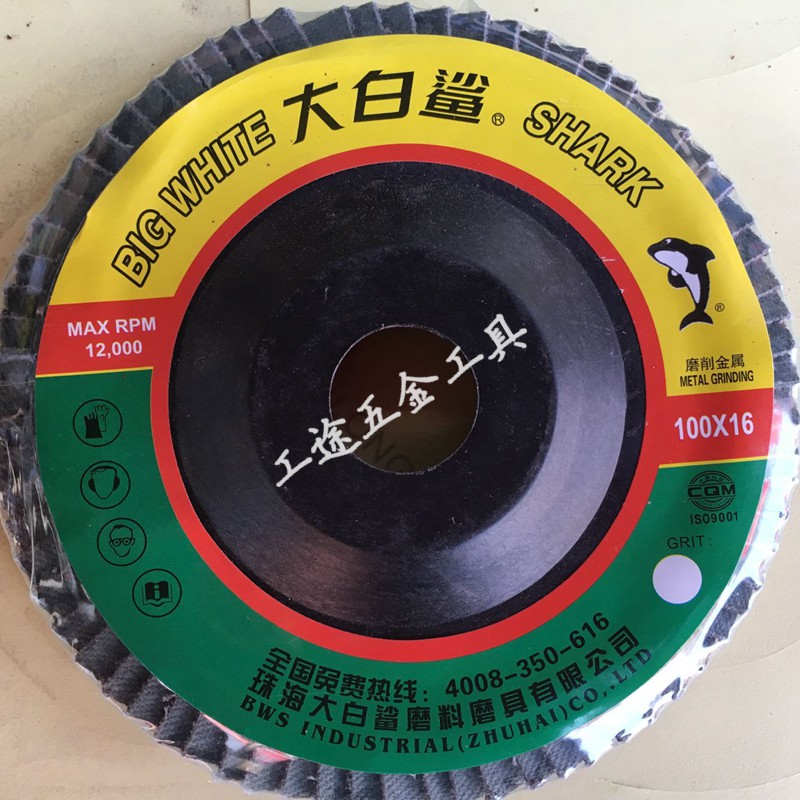 BIG WHITE 大白鲨® SHARK
MAX RPM
12,000
®
磨削金属
METAL GRINDING
100X16
CQM
ISO9001
GRIT:
工途五金工具
全国免费热线：4008-350-616
珠海大白鲨磨料磨具有限公司
BWS INDUSTRIAL(ZHUHAI)CO,.LTD